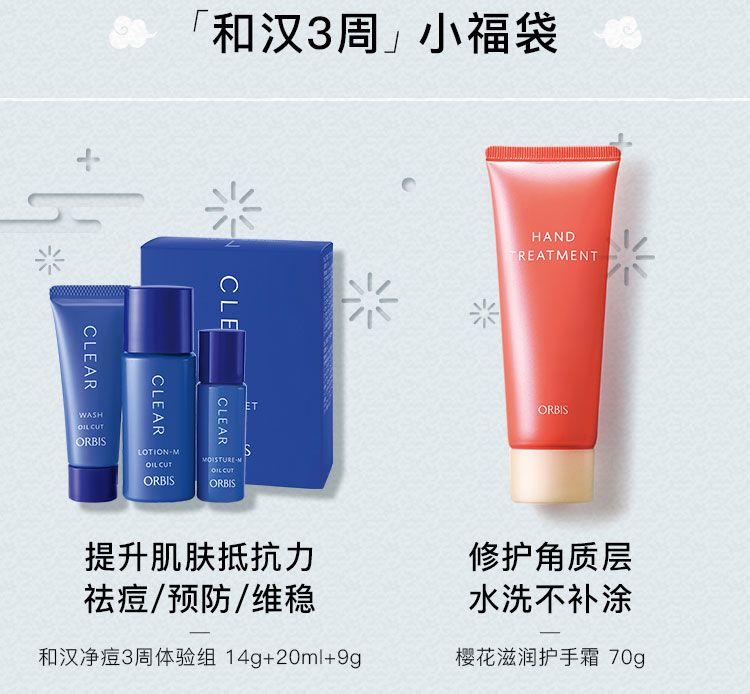 「和汉3周」小福袋
CLEAR
WASH
OIL CUT
ORBIS
CLEAR
LOTION-M
OIL CUT
ORBIS
CLEAR
MOISTURE-M
OIL CUT
ORBIS
HAND
TREATMENT
ORBIS
提升肌肤抵抗力
祛痘/预防/维稳
和汉净痘3周体验组 14g+20ml+9g
修护角质层
水洗不补涂
樱花滋润护手霜 70g